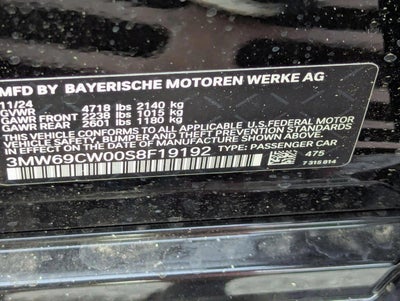 MFD BY BAYERISCHE MOTOREN WERKE AG
11/24
GVWR 4718 lbs 2140 kg
GAWR FRONT 2238 lbs 1015 kg
GAWR REAR 2601 lbs 1180 kg
THIS VEHICLE CONFORMS TO ALL APPLICABLE U.S.FEDERAL MOTOR
VEHICLE SAFETY, BUMPER AND THEFT PREVENTION STANDARDS IN
EFFECT ON THE DATE OF MANUFACTURE SHOWN ABOVE.
3MW69CW00S8F19192 TYPE: PASSENGER CAR
475
7 315 014